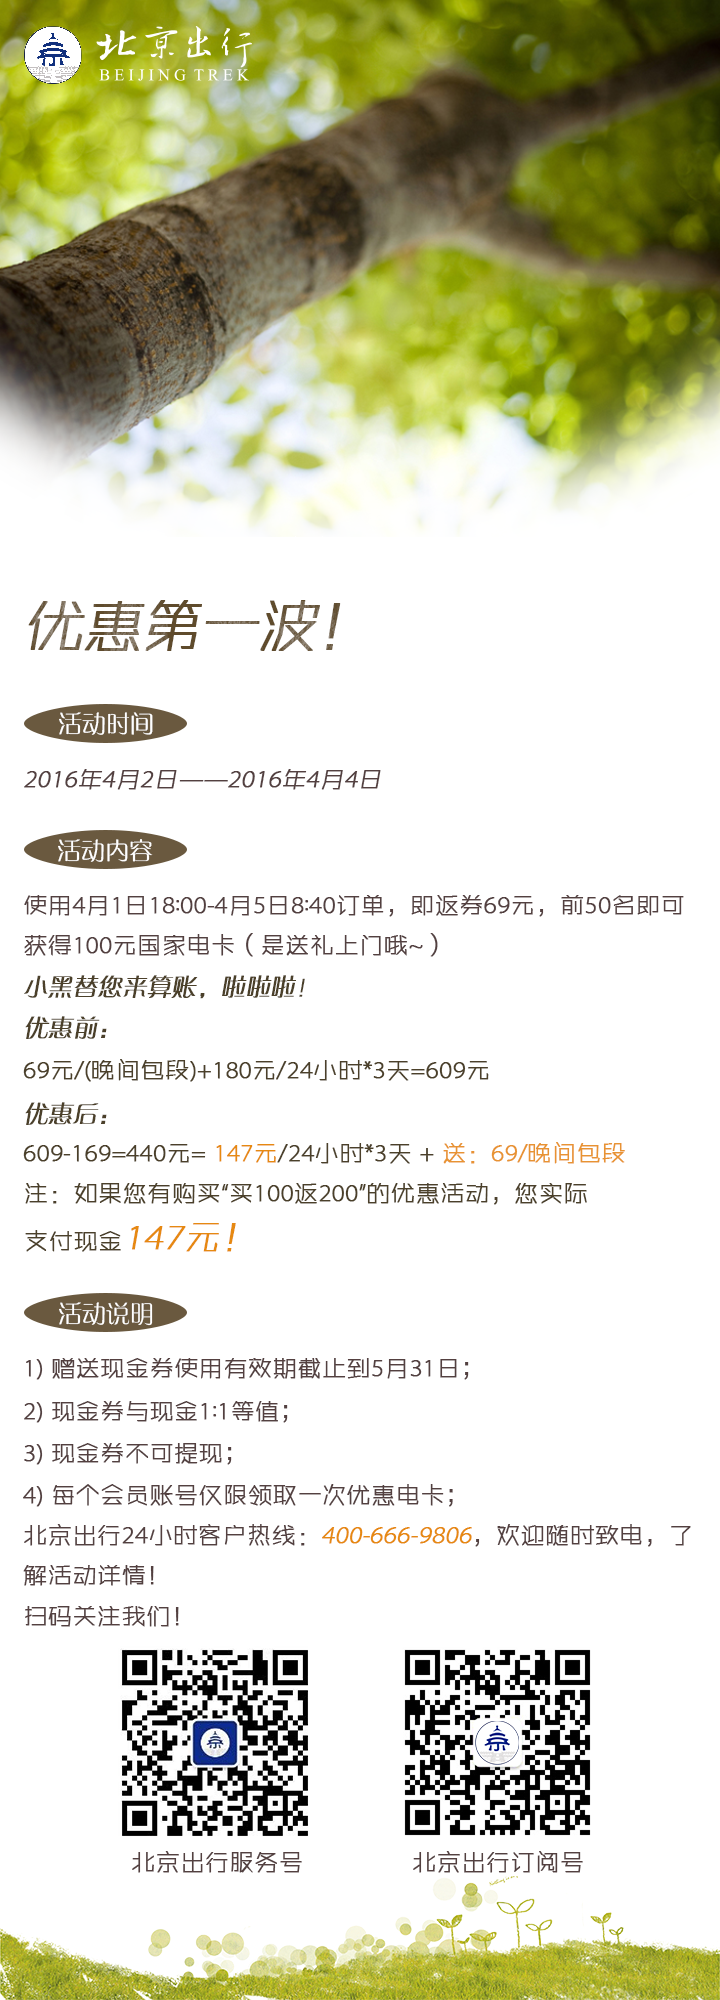 北京出行
BEIJING TREK
优惠第一波！
活动时间
2016年4月2日——2016年4月4日
活动内容
使用4月1日18:00-4月5日8:40订单，即返券69元，前50名即可
获得100元国家电卡（是送礼上门哦~）
小黑替您来算账，啦啦啦！
优惠前：
69元/(晚间包段)+180元/24小时*3天=609元
优惠后：
609-169=440元= 147元/24小时*3天 + 送：69/晚间包段
注：如果您有购买“买100返200”的优惠活动，您实际
支付现金147元！
活动说明
1) 赠送现金券使用有效期截止到5月31日；
2) 现金券与现金1:1等值；
3) 现金券不可提现；
4) 每个会员账号仅限领取一次优惠电卡；
北京出行24小时客户热线：400-666-9806，欢迎随时致电，了
解活动详情！
扫码关注我们！
北京出行服务号
北京出行订阅号